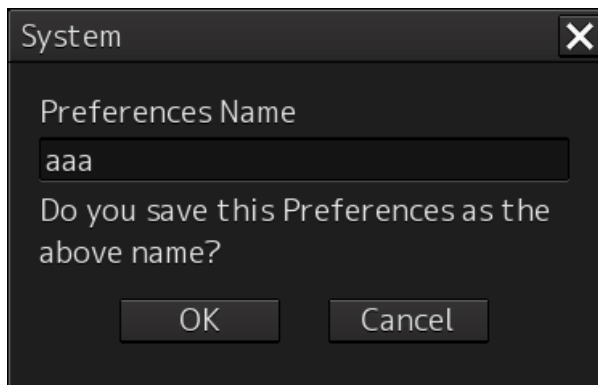 System
Preferences Name
aaa
Do you save this Preferences as the
above name?
OK
Cancel